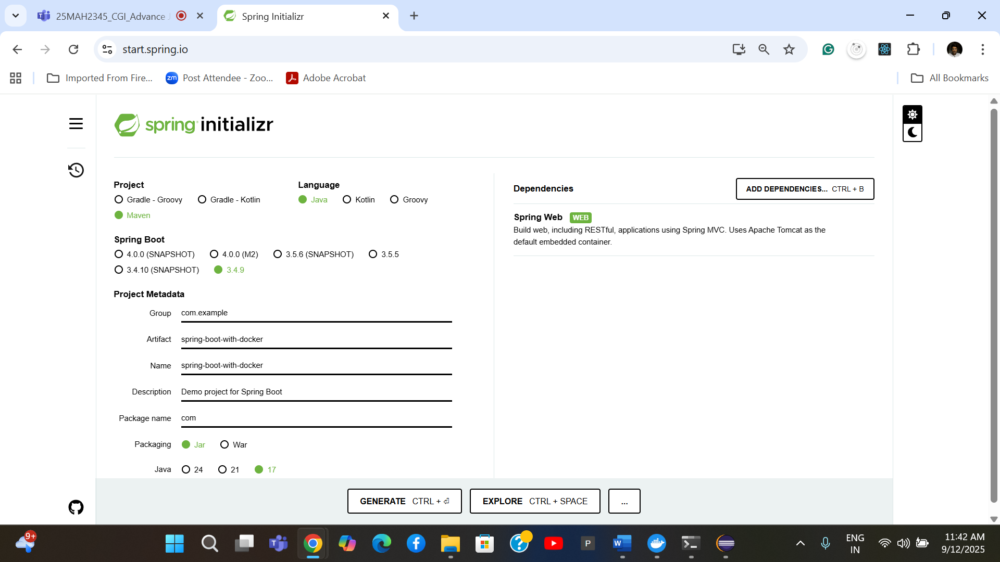 25MAH2345_CGI_Advance J
Spring Initializr
start.spring.io
Imported From Fire...
zm
Post Attendee - Zoo...
Adobe Acrobat
All Bookmarks
spring initializr
Project
Gradle - Groovy
Gradle - Kotlin
Maven
Language
Java
Kotlin
Groovy
Spring Boot
4.0.0 (SNAPSHOT)
4.0.0 (M2)
3.5.6 (SNAPSHOT)
3.5.5
3.4.10 (SNAPSHOT)
3.4.9
Project Metadata
Group
com.example
Artifact
spring-boot-with-docker
Name
spring-boot-with-docker
Description
Demo project for Spring Boot
Package name
com
Packaging
Jar
War
Java
24
21
17
Dependencies
ADD DEPENDENCIES... CTRL + B
Spring Web WEB
Build web, including RESTful, applications using Spring MVC. Uses Apache Tomcat as the
default embedded container.
GENERATE CTRL + ⏎
EXPLORE CTRL + SPACE
...
9+
P
ENG
IN
11:42 AM
9/12/2025